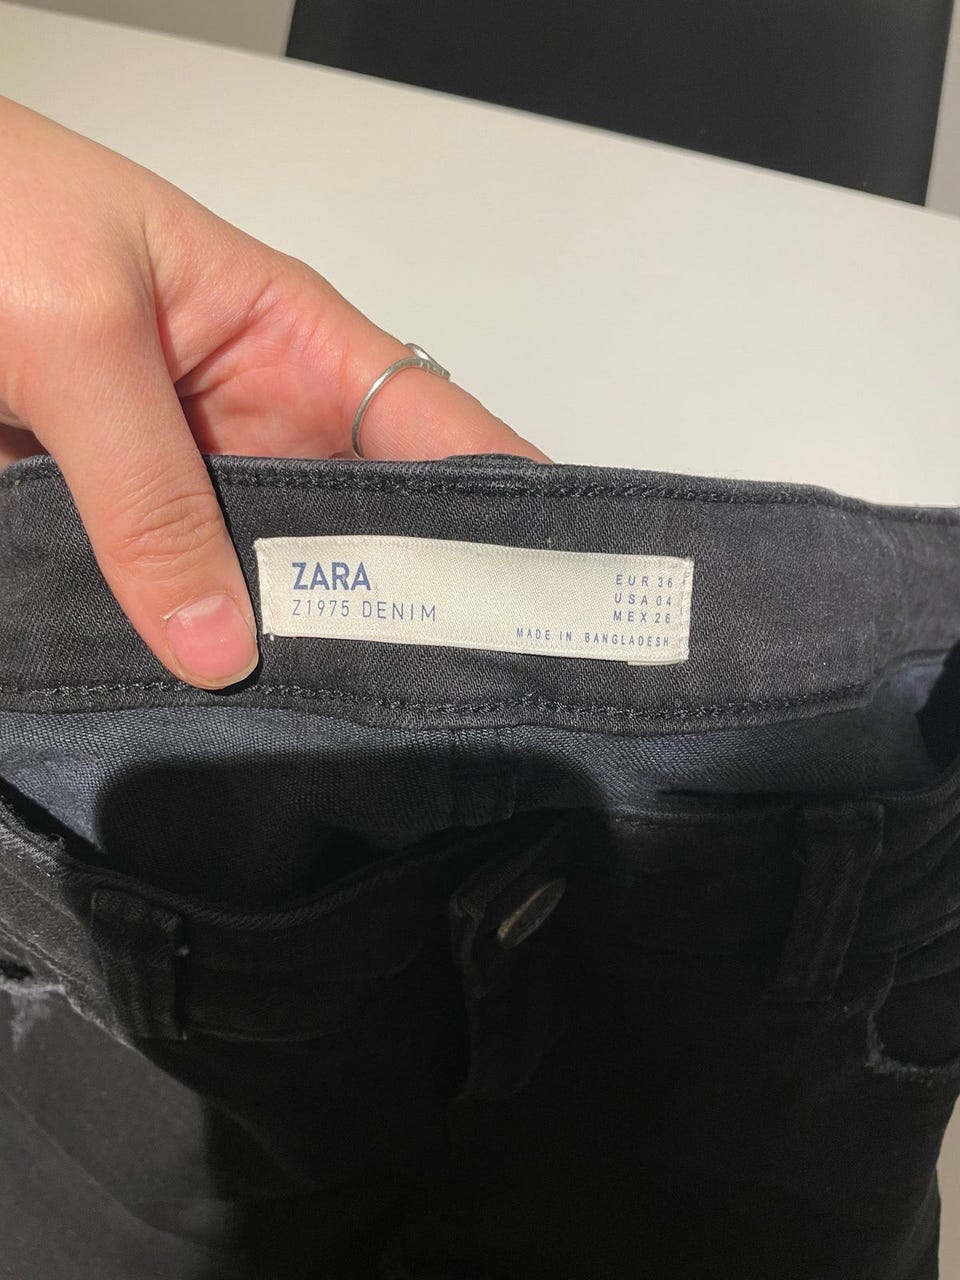 ZARA
Z1975 DENIM
EUR 36
USA 04
MEX 26
MADE IN BANGLADESH